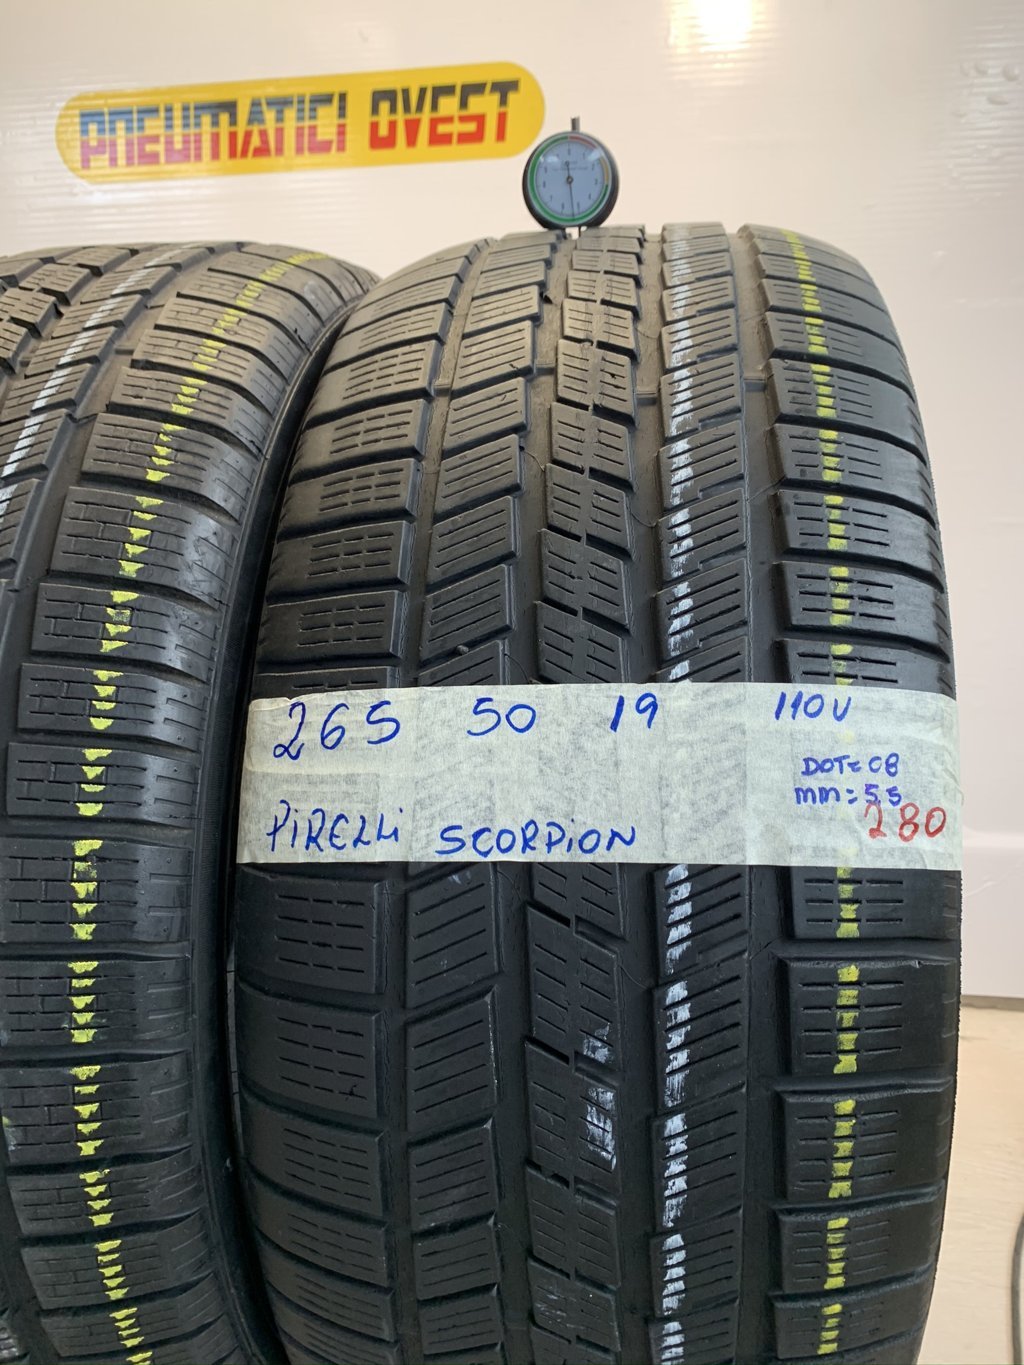 PNEUMATICI OVEST
265 50 19 110V
DOT= 08
mm= 5,5
PIRELLI SCORPION 280